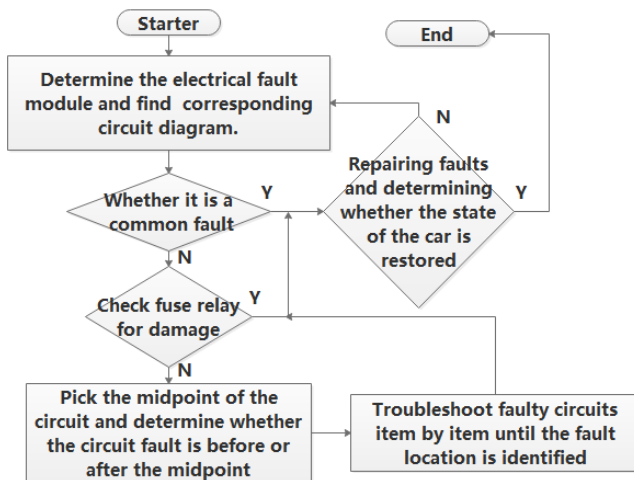 Starter
End
Determine the electrical fault
module and find corresponding
circuit diagram.
N
Repairing faults
and determining
whether the state
of the car is
restored
Y
Whether it is a
common fault
Y
N
Check fuse relay
for damage
Y
N
Pick the midpoint of the
circuit and determine whether
the circuit fault is before or
after the midpoint
Troubleshoot faulty circuits
item by item until the fault
location is identified